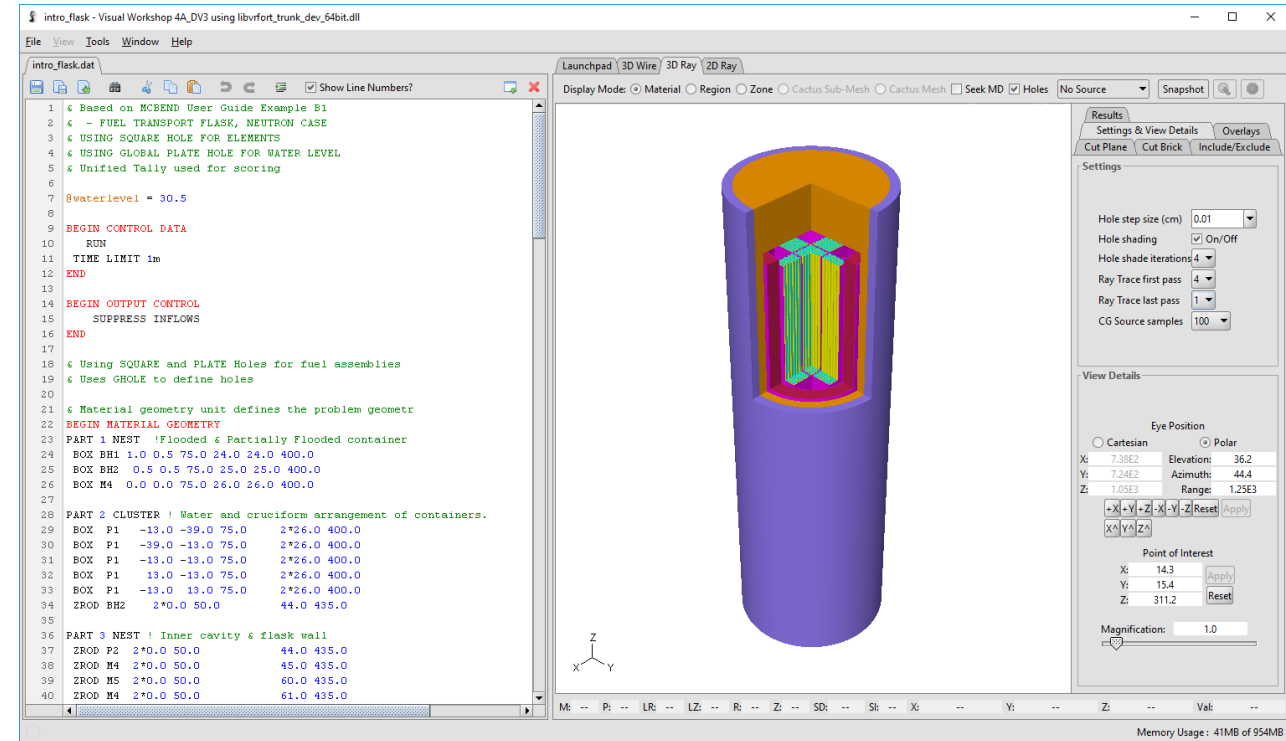 intro_flask - Visual Workshop 4A_DV3 using libvrfort_trunk_dev_64bit.dll
File View Tools Window Help
intro_flask.dat
Show Line Numbers?
1 & Based on MCBEND User Guide Example B1
2 &  - FUEL TRANSPORT FLASK, NEUTRON CASE
3 & USING SQUARE HOLE FOR ELEMENTS
4 & USING GLOBAL PLATE HOLE FOR WATER LEVEL
5 & Unified Tally used for scoring
6
7 @waterlevel = 30.5
8
9 BEGIN CONTROL DATA
10    RUN
11  TIME LIMIT 1m
12 END
13
14 BEGIN OUTPUT CONTROL
15     SUPPRESS INFLOWS
16 END
17
18 & Using SQUARE and PLATE Holes for fuel assemblies
19 & Uses GHOLE to define holes
20
21 & Material geometry unit defines the problem geometr
22 BEGIN MATERIAL GEOMETRY
23 PART 1 NEST  !Flooded & Partially Flooded container
24  BOX BH1 1.0 0.5 75.0 24.0 24.0 400.0
25  BOX BH2  0.5 0.5 75.0 25.0 25.0 400.0
26  BOX M4  0.0 0.0 75.0 26.0 26.0 400.0
27
28 PART 2 CLUSTER ! Water and cruciform arrangement of containers.
29  BOX  P1   -13.0 -39.0 75.0     2*26.0 400.0
30  BOX  P1   -39.0 -13.0 75.0     2*26.0 400.0
31  BOX  P1   -13.0 -13.0 75.0     2*26.0 400.0
32  BOX  P1    13.0 -13.0 75.0     2*26.0 400.0
33  BOX  P1   -13.0  13.0 75.0     2*26.0 400.0
34  ZROD BH2    2*0.0 50.0         44.0 435.0
35
36 PART 3 NEST ! Inner cavity & flask wall
37  ZROD P2  2*0.0 50.0            44.0 435.0
38  ZROD M4  2*0.0 50.0            45.0 435.0
39  ZROD M5  2*0.0 50.0            60.0 435.0
40  ZROD M4  2*0.0 50.0            61.0 435.0
Launchpad 3D Wire 3D Ray 2D Ray
Display Mode: Material Region Zone Cactus Sub-Mesh Cactus Mesh Seek MD Holes No Source Snapshot
Z
X Y
Results
Settings & View Details Overlays
Cut Plane Cut Brick Include/Exclude
Settings
Hole step size (cm) 0.01
Hole shading On/Off
Hole shade iterations 4
Ray Trace first pass 4
Ray Trace last pass 1
CG Source samples 100
View Details
Eye Position
Cartesian Polar
X: 7.38E2 Elevation: 36.2
Y: 7.24E2 Azimuth: 44.4
Z: 1.05E3 Range: 1.25E3
+X +Y +Z -X -Y -Z Reset Apply
X^ Y^ Z^
Point of Interest
X: 14.3
Y: 15.4
Z: 311.2
Apply
Reset
Magnification: 1.0
M: -- P: -- LR: -- LZ: -- R: -- Z: -- SD: -- SI: -- X: -- Y: -- Z: -- Val: --
Memory Usage : 41MB of 954MB